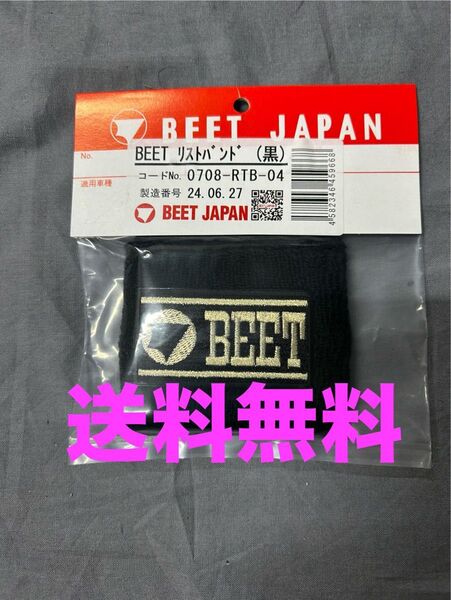 BEET JAPAN
No.
適用車種
BEET ﾘｽﾄﾊﾞﾝﾄﾞ (黒)
コードNo. 0708-RTB-04
製造番号 24.06.27
BEET JAPAN
4582346459668
BEET
送料無料